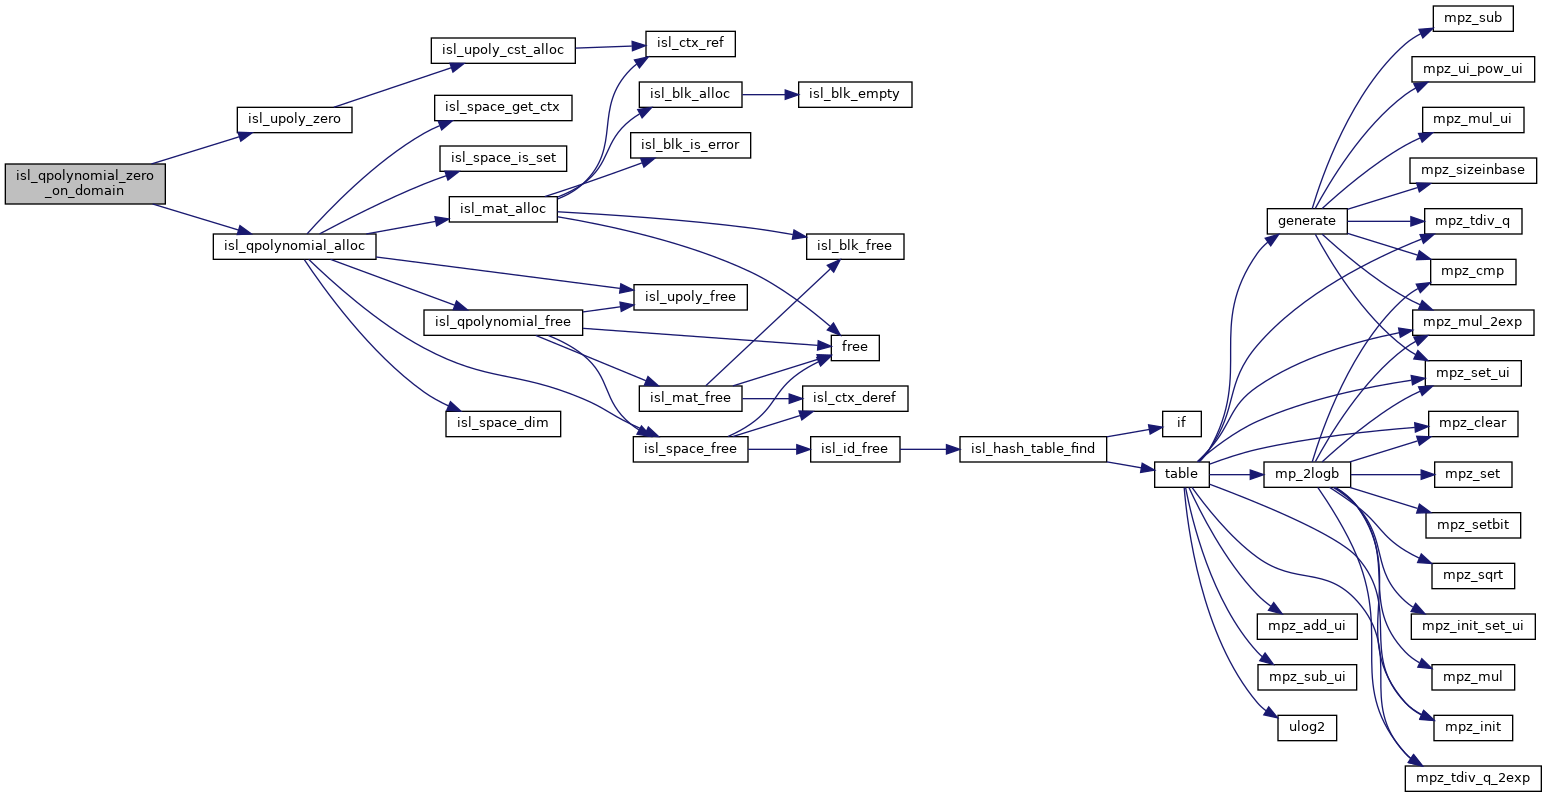 isl_qpolynomial_zero
_on_domain
isl_upoly_zero
isl_qpolynomial_alloc
isl_upoly_cst_alloc
isl_space_get_ctx
isl_space_is_set
isl_mat_alloc
isl_qpolynomial_free
isl_space_dim
isl_ctx_ref
isl_blk_alloc
isl_blk_is_error
isl_upoly_free
isl_mat_free
isl_space_free
isl_blk_empty
isl_blk_free
free
isl_ctx_deref
isl_id_free
isl_hash_table_find
if
table
generate
mp_2logb
mpz_add_ui
mpz_sub_ui
ulog2
mpz_sub
mpz_ui_pow_ui
mpz_mul_ui
mpz_sizeinbase
mpz_tdiv_q
mpz_cmp
mpz_mul_2exp
mpz_set_ui
mpz_clear
mpz_set
mpz_setbit
mpz_sqrt
mpz_init_set_ui
mpz_mul
mpz_init
mpz_tdiv_q_2exp